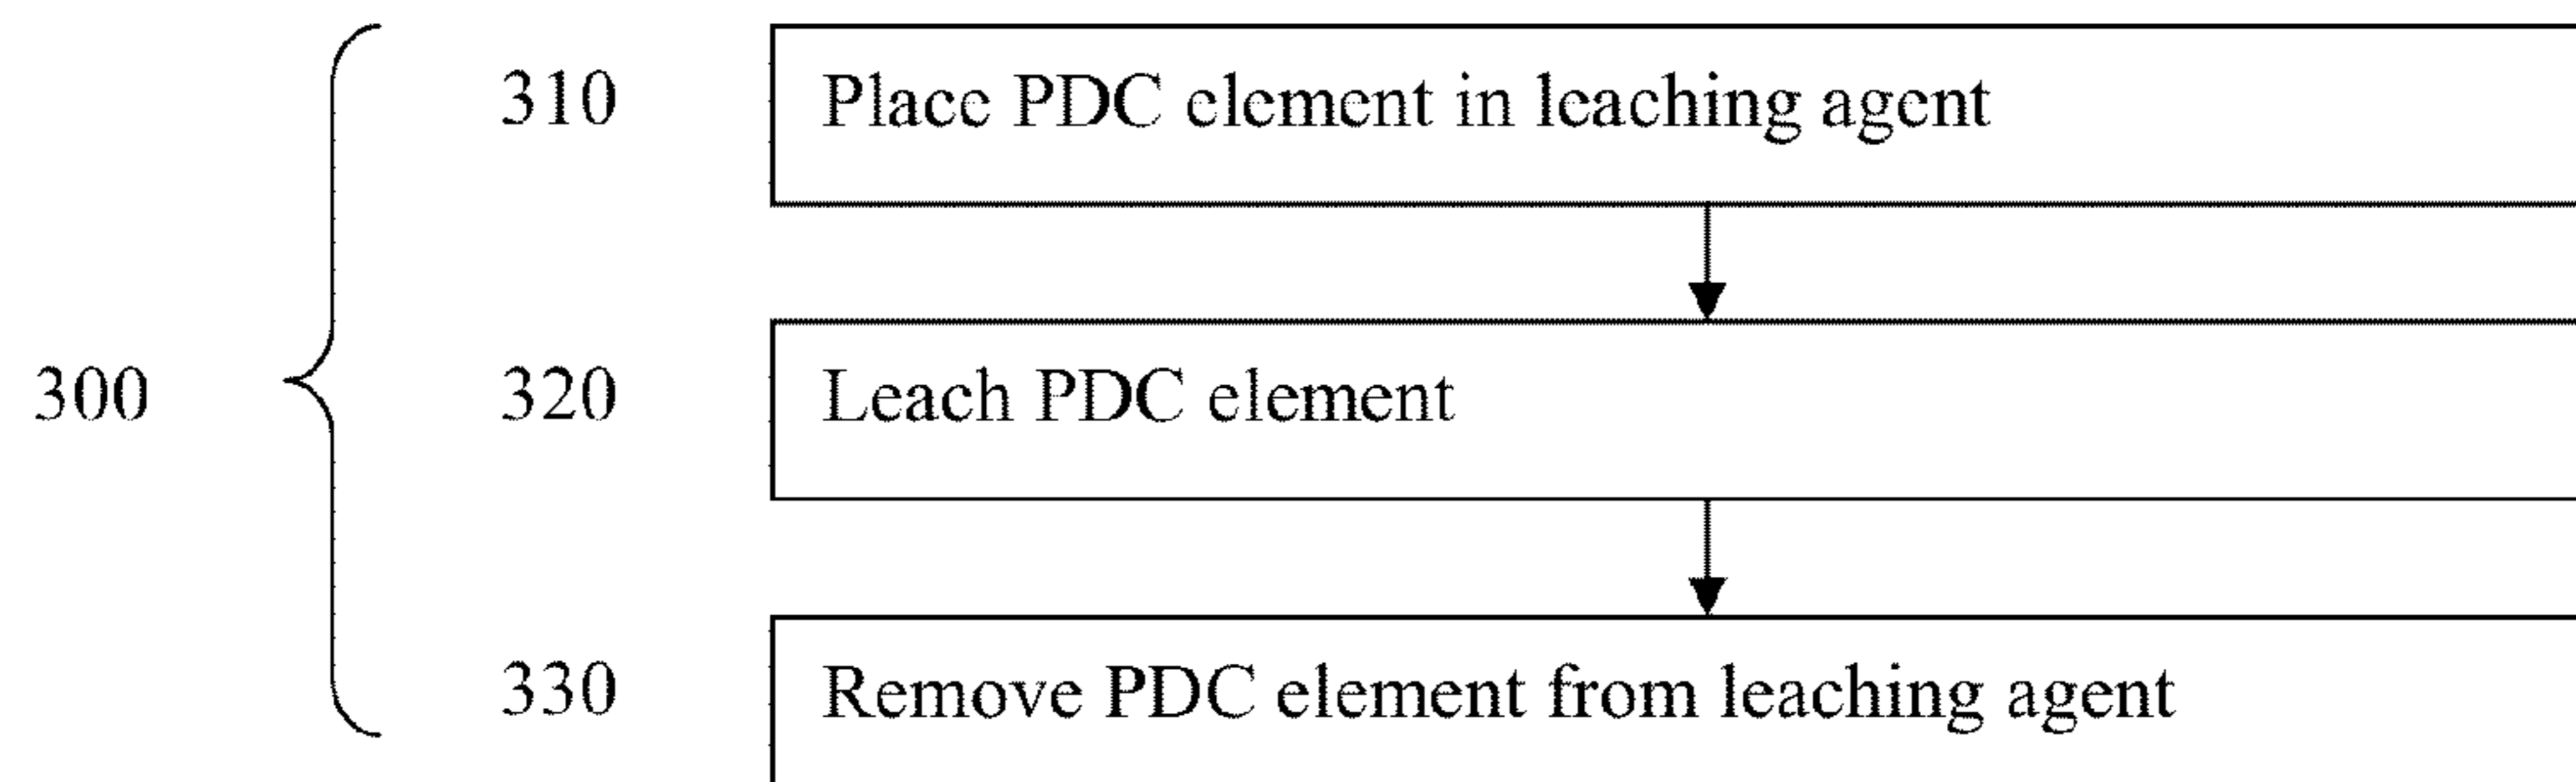 310 Place PDC element in leaching agent
300 320 Leach PDC element
330 Remove PDC element from leaching agent